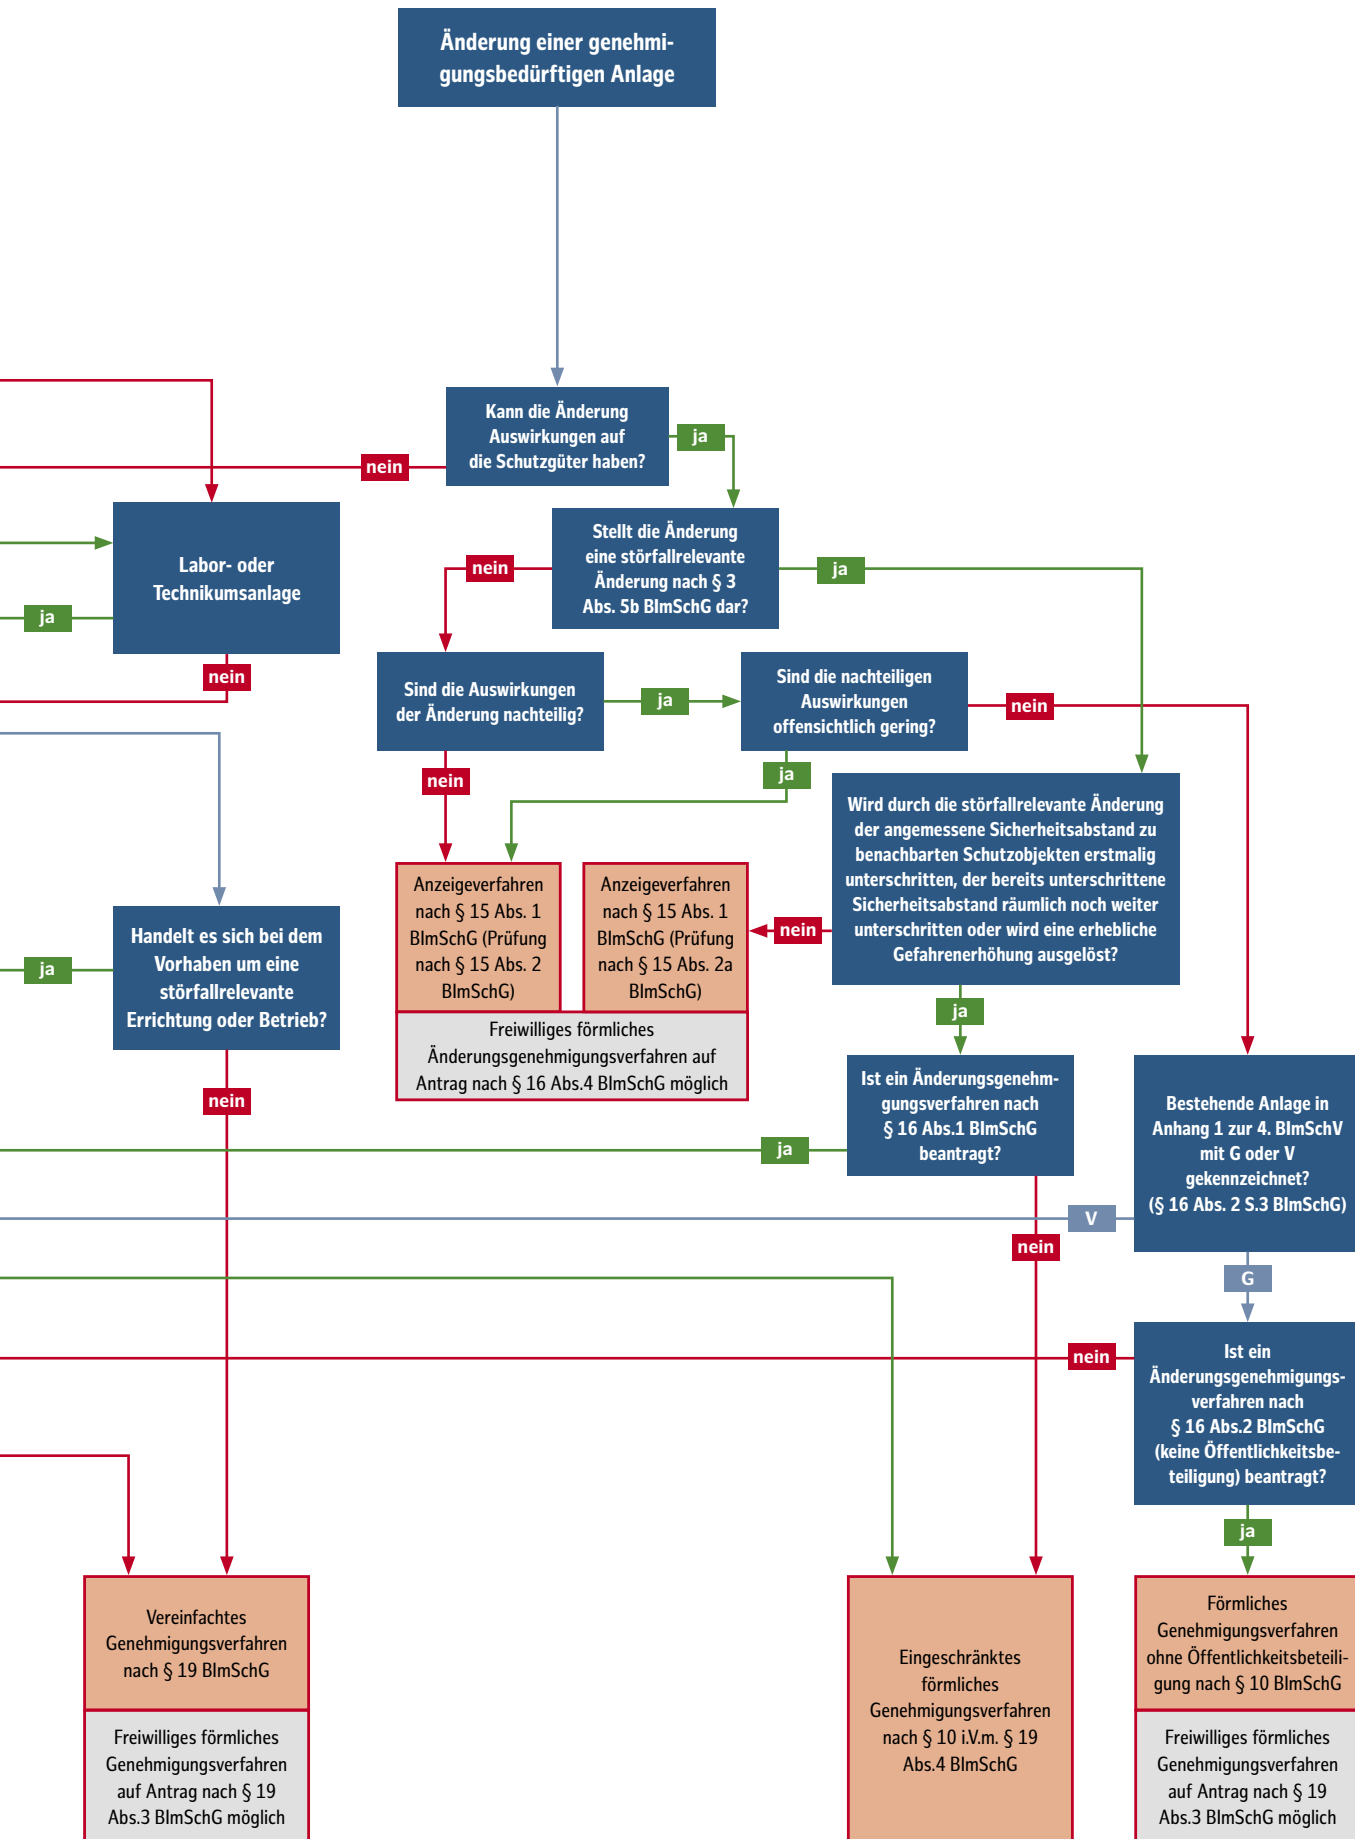 Änderung einer genehmi-
gungsbedürftigen Anlage
Kann die Änderung
Auswirkungen auf
die Schutzgüter haben?
ja
nein
Stellt die Änderung
eine störfallrelevante
Änderung nach § 3
Abs. 5b BImSchG dar?
nein
ja
Labor- oder
Technikumsanlage
ja
nein
Sind die Auswirkungen
der Änderung nachteilig?
ja
nein
Sind die nachteiligen
Auswirkungen
offensichtlich gering?
nein
ja
Wird durch die störfallrelevante Änderung
der angemessene Sicherheitsabstand zu
benachbarten Schutzobjekten erstmalig
unterschritten, der bereits unterschrittene
Sicherheitsabstand räumlich noch weiter
unterschritten oder wird eine erhebliche
Gefahrenerhöhung ausgelöst?
nein
ja
Anzeigeverfahren
nach § 15 Abs. 1
BImSchG (Prüfung
nach § 15 Abs. 2
BImSchG)
Anzeigeverfahren
nach § 15 Abs. 1
BImSchG (Prüfung
nach § 15 Abs. 2a
BImSchG)
Freiwilliges förmliches
Änderungsgenehmigungsverfahren auf
Antrag nach § 16 Abs.4 BImSchG möglich
Handelt es sich bei dem
Vorhaben um eine
störfallrelevante
Errichtung oder Betrieb?
ja
nein
Ist ein Änderungsgenehm-
gungsverfahren nach
§ 16 Abs.1 BImSchG
beantragt?
ja
nein
Bestehende Anlage in
Anhang 1 zur 4. BImSchV
mit G oder V
gekennzeichnet?
(§ 16 Abs. 2 S.3 BImSchG)
V
G
Ist ein
Änderungsgenehmigungs-
verfahren nach
§ 16 Abs.2 BImSchG
(keine Öffentlichkeitsbe-
teiligung) beantragt?
nein
ja
Vereinfachtes
Genehmigungsverfahren
nach § 19 BImSchG
Freiwilliges förmliches
Genehmigungsverfahren
auf Antrag nach § 19
Abs.3 BImSchG möglich
Eingeschränktes
förmliches
Genehmigungsverfahren
nach § 10 i.V.m. § 19
Abs.4 BImSchG
Förmliches
Genehmigungsverfahren
ohne Öffentlichkeitsbeteili-
gung nach § 10 BImSchG
Freiwilliges förmliches
Genehmigungsverfahren
auf Antrag nach § 19
Abs.3 BImSchG möglich